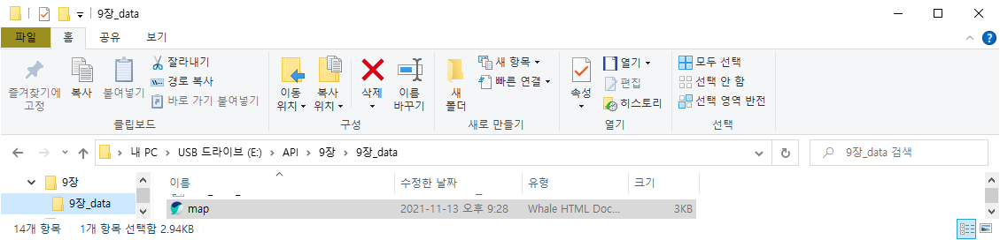 9장_data
파일 홈 공유 보기
즐겨찾기에 고정
복사
붙여넣기
잘라내기
경로 복사
바로 가기 붙여넣기
클립보드
이동 위치
복사 위치
삭제
이름 바꾸기
구성
새 폴더
새 항목
빠른 연결
새로 만들기
속성
열기
편집
히스토리
열기
모두 선택
선택 안 함
선택 영역 반전
선택
내 PC > USB 드라이브 (E:) > API > 9장 > 9장_data
9장_data 검색
9장
9장_data
이름 수정한 날짜 유형 크기
map 2021-11-13 오후 9:28 Whale HTML Doc... 3KB
14개 항목 1개 항목 선택함 2.94KB